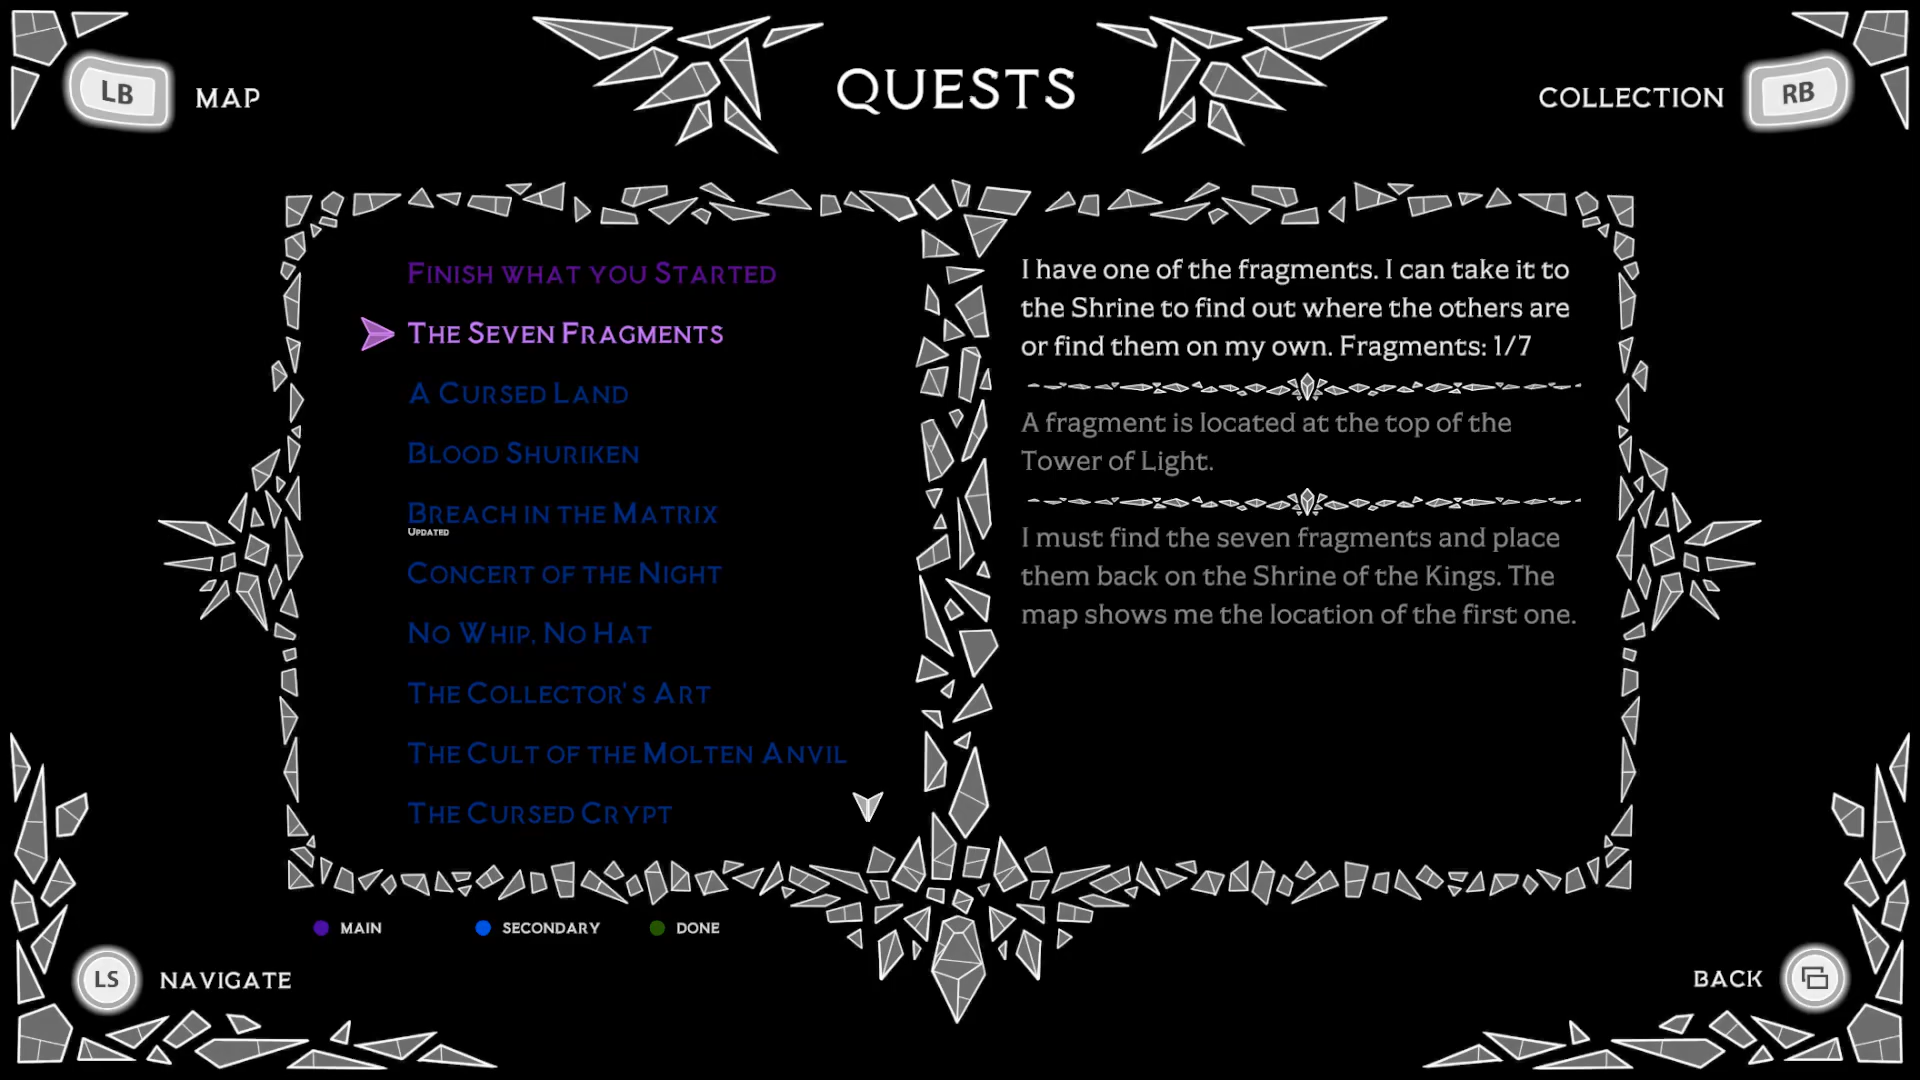 LB
MAP
QUESTS
COLLECTION
RB
Finish what you Started
The Seven Fragments
A Cursed Land
Blood Shuriken
Breach in the Matrix
Updated
Concert of the Night
No Whip, No Hat
The Collector's Art
The Cult of the Molten Anvil
The Cursed Crypt
I have one of the fragments. I can take it to
the Shrine to find out where the others are
or find them on my own. Fragments: 1/7
A fragment is located at the top of the
Tower of Light.
I must find the seven fragments and place
them back on the Shrine of the Kings. The
map shows me the location of the first one.
MAIN
SECONDARY
DONE
LS
NAVIGATE
BACK